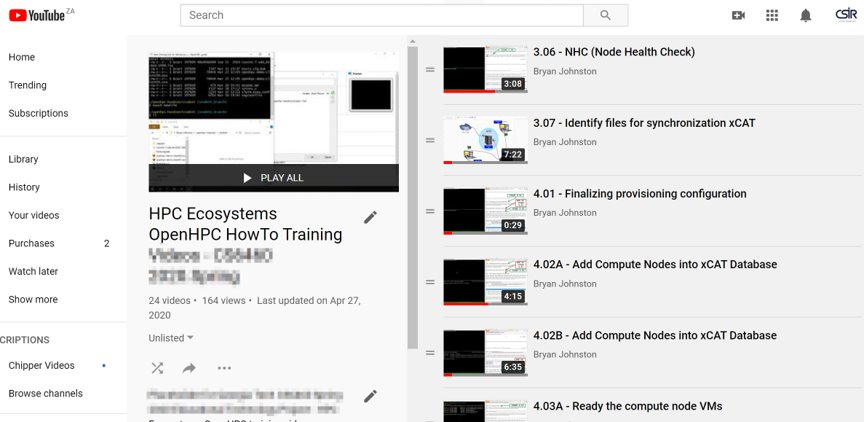 YouTube ZA
Search
CSIR
Home
Trending
Subscriptions
Library
History
Your videos
Purchases 2
Watch later
Show more
CRIPTIONS
Chipper Videos
Browse channels
PLAY ALL
HPC Ecosystems
OpenHPC HowTo Training
24 videos • 164 views • Last updated on Apr 27,
2020
Unlisted
3.06 - NHC (Node Health Check)
Bryan Johnston
3:08
3.07 - Identify files for synchronization xCAT
Bryan Johnston
7:22
4.01 - Finalizing provisioning configuration
Bryan Johnston
0:29
4.02A - Add Compute Nodes into xCAT Database
Bryan Johnston
4:15
4.02B - Add Compute Nodes into xCAT Database
Bryan Johnston
6:35
4.03A - Ready the compute node VMs